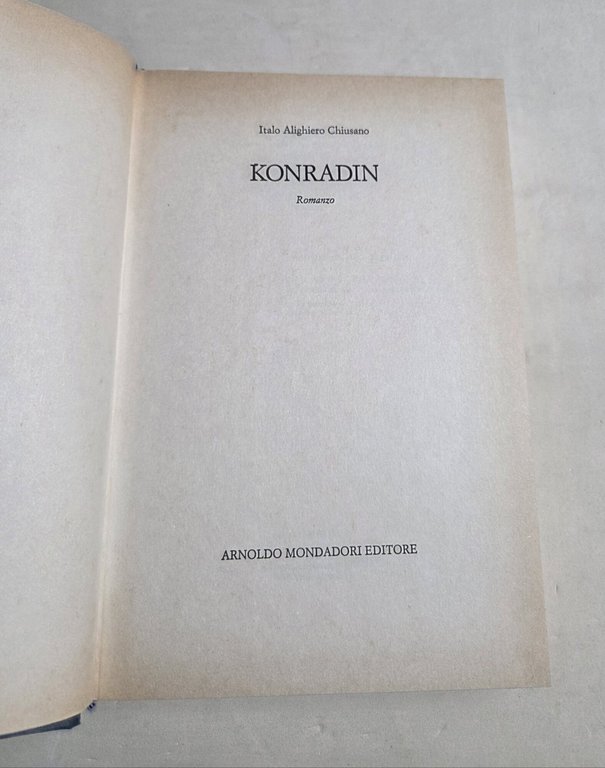 Italo Alighiero Chiusano
KONRADIN
Romanzo
ARNOLDO MONDADORI EDITORE